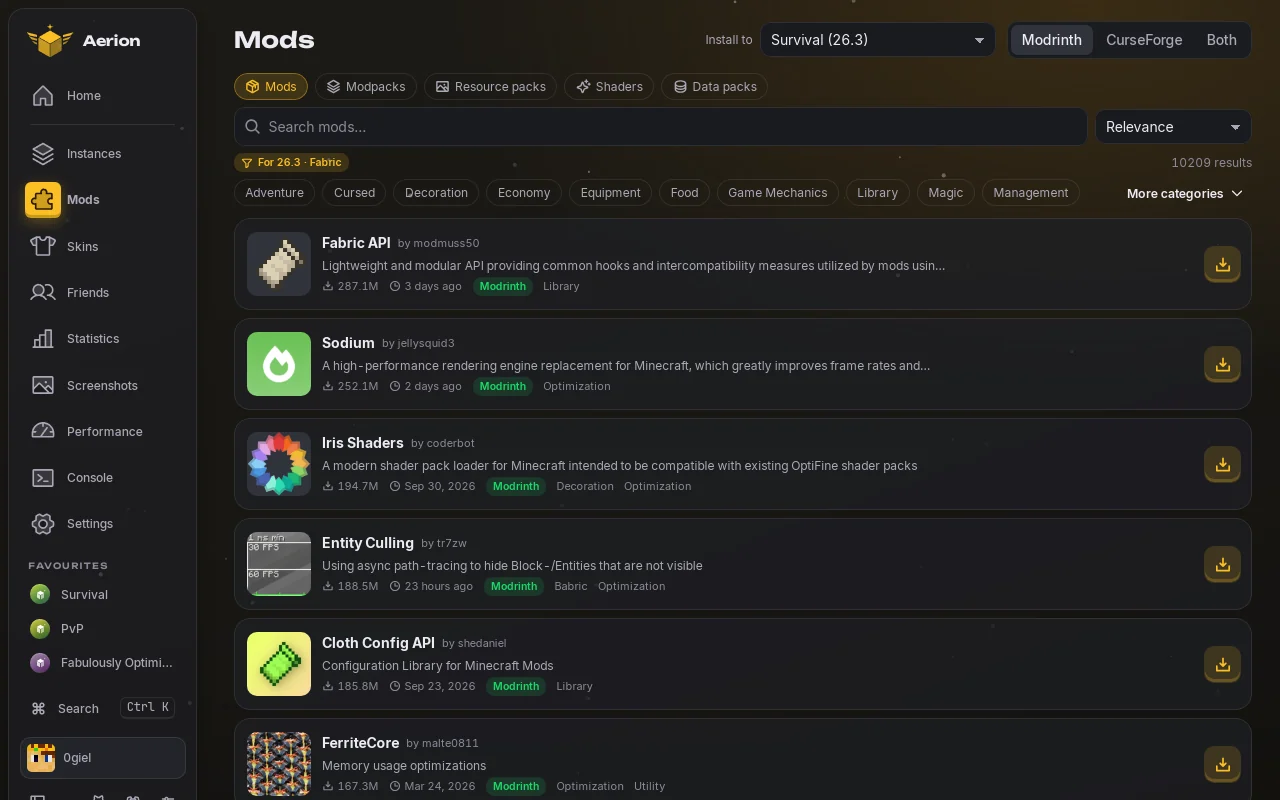 Aerion
Home
Instances
Mods
Skins
Friends
Statistics
Screenshots
Performance
Console
Settings
FAVOURITES
Survival
PvP
Fabulously Optimi...
Search Ctrl K
0giel
Mods
Install to Survival (26.3) Modrinth CurseForge Both
Mods Modpacks Resource packs Shaders Data packs
Search mods... Relevance
For 26.3 · Fabric 10209 results
Adventure Cursed Decoration Economy Equipment Food Game Mechanics Library Magic Management More categories
Fabric API by modmuss50
Lightweight and modular API providing common hooks and intercompatibility measures utilized by mods usin...
287.1M 3 days ago Modrinth Library
Sodium by jellysquid3
A high-performance rendering engine replacement for Minecraft, which greatly improves frame rates and...
252.1M 2 days ago Modrinth Optimization
Iris Shaders by coderbot
A modern shader pack loader for Minecraft intended to be compatible with existing OptiFine shader packs
194.7M Sep 30, 2026 Modrinth Decoration Optimization
1 ns min
30 FPS
60 FPS
Entity Culling by tr7zw
Using async path-tracing to hide Block-/Entities that are not visible
188.5M 23 hours ago Modrinth Babric Optimization
Cloth Config API by shedaniel
Configuration Library for Minecraft Mods
185.8M Sep 23, 2026 Modrinth Library
FerriteCore by malte0811
Memory usage optimizations
167.3M Mar 24, 2026 Modrinth Optimization Utility